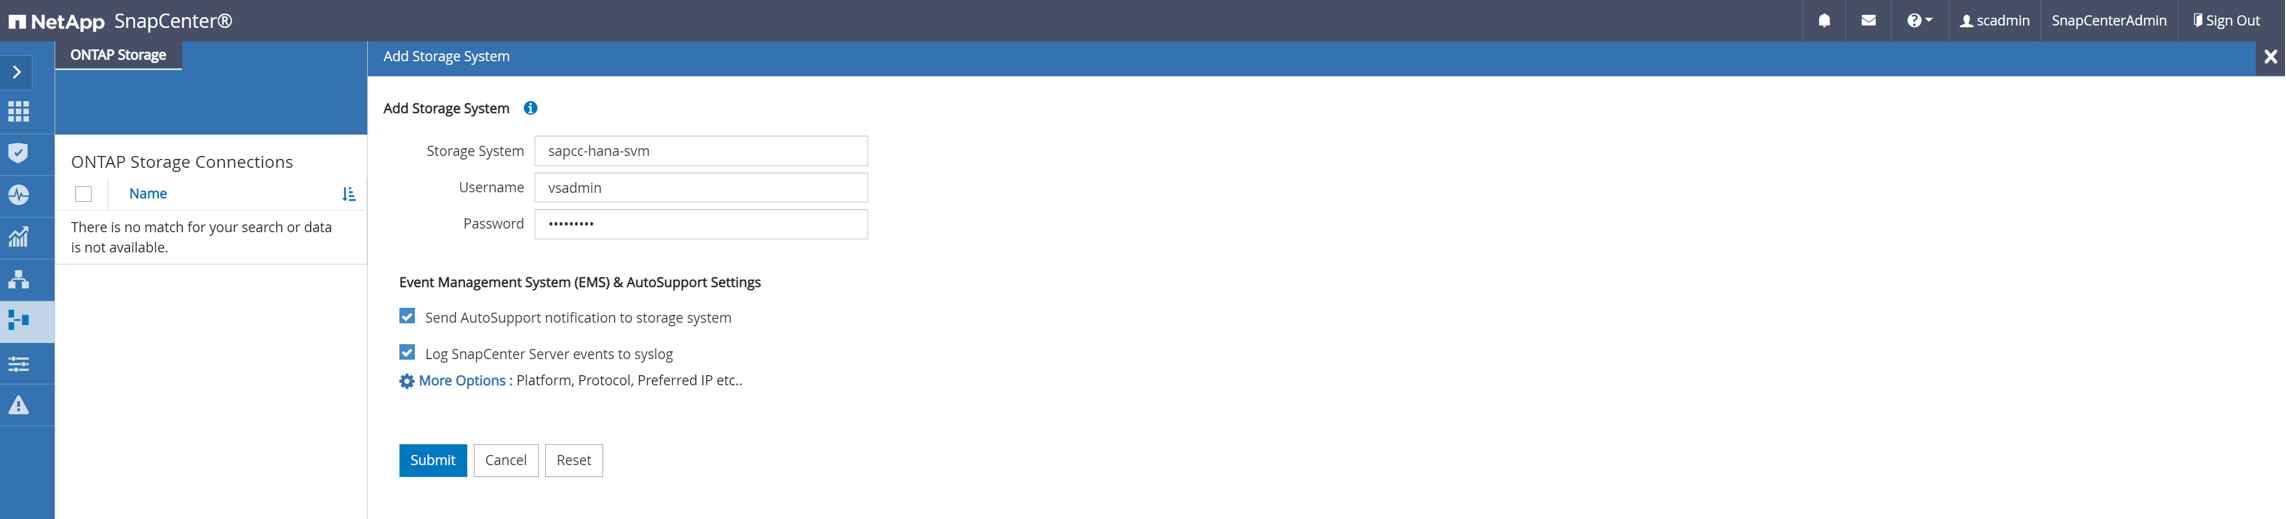 NetApp SnapCenter®
scadmin
SnapCenterAdmin
Sign Out
ONTAP Storage
Add Storage System
ONTAP Storage Connections
Name
There is no match for your search or data
is not available.
Add Storage System
Storage System sapcc-hana-svm
Username vsadmin
Password •••••••••
Event Management System (EMS) & AutoSupport Settings
Send AutoSupport notification to storage system
Log SnapCenter Server events to syslog
More Options : Platform, Protocol, Preferred IP etc..
Submit Cancel Reset